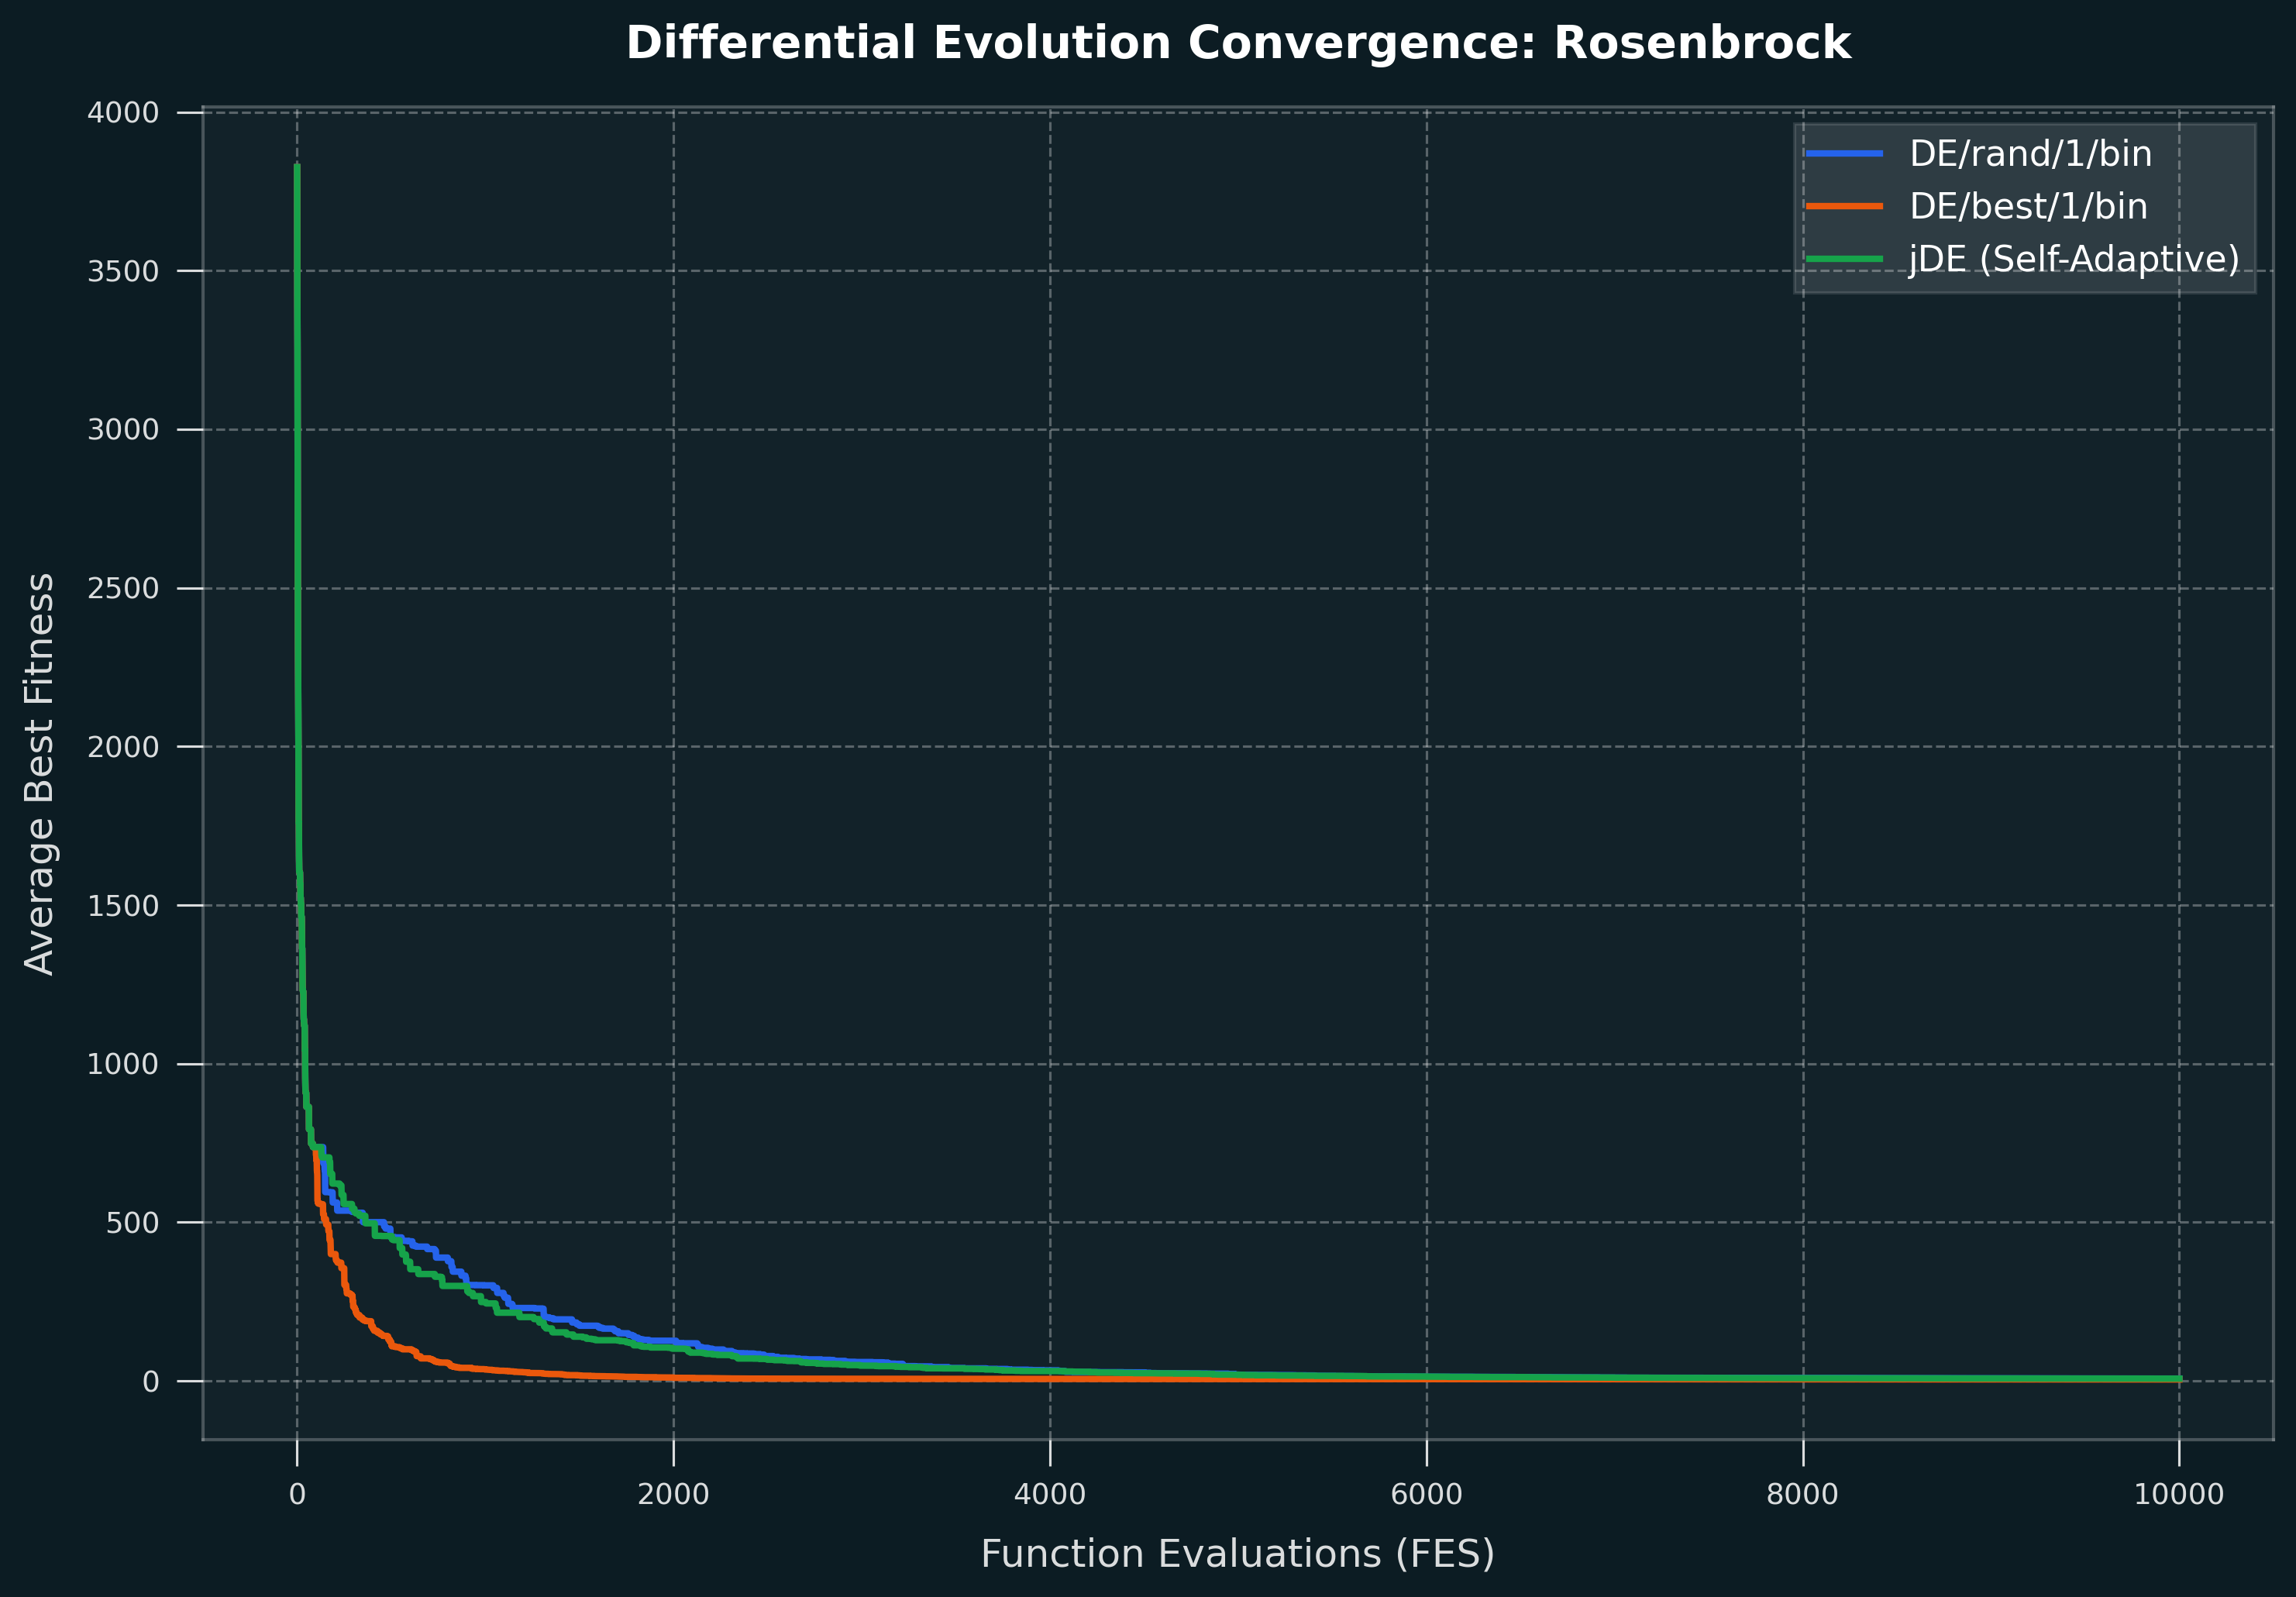 Differential Evolution Convergence: Rosenbrock
4000
3500
3000
2500
2000
1500
1000
500
0
Average Best Fitness
DE/rand/1/bin
DE/best/1/bin
jDE (Self-Adaptive)
0
2000
4000
6000
8000
10000
Function Evaluations (FES)